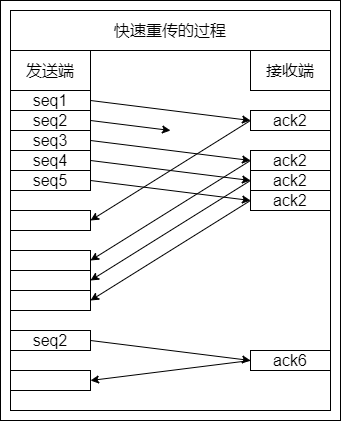 快速重传的过程
发送端 接收端
seq1
seq2 ack2
seq3
seq4 ack2
seq5 ack2
ack2
seq2
ack6